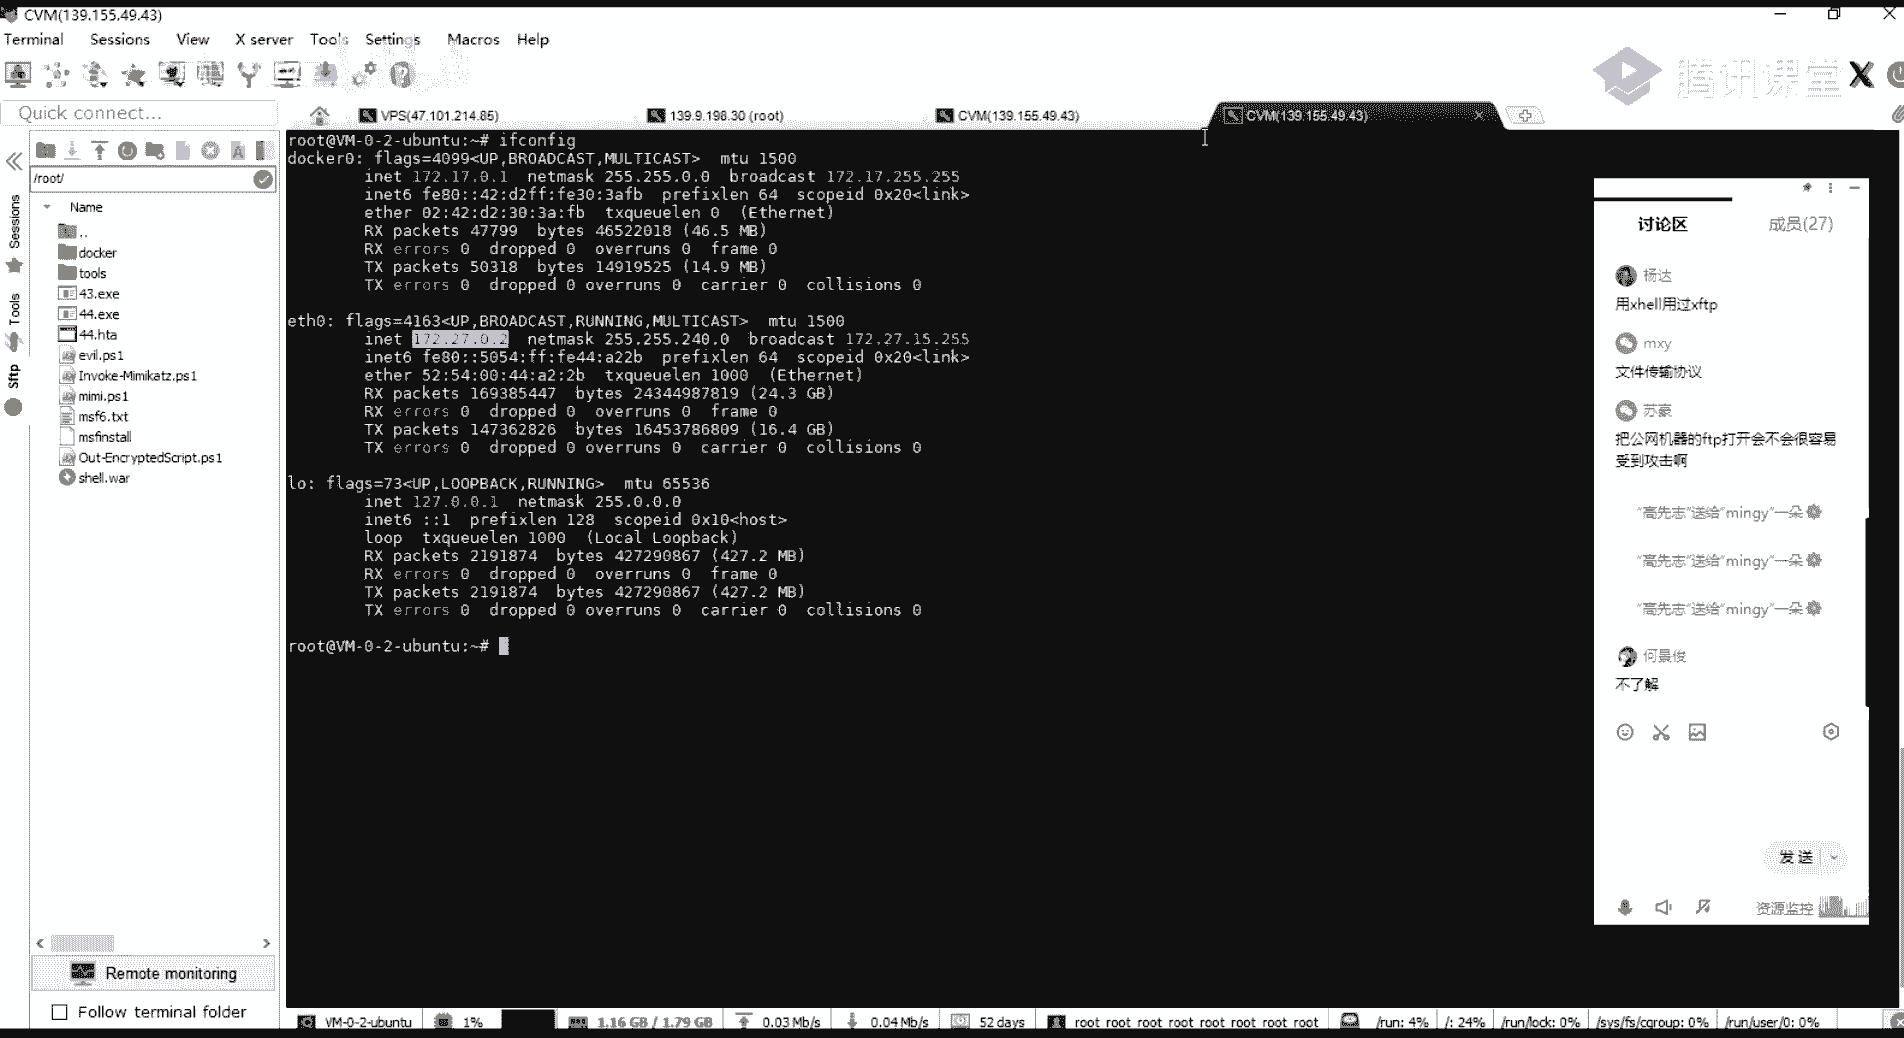 CVM(139.155.49.43)
Terminal Sessions View X server Tools Settings Macros Help
腾讯课堂
Quick connect...
VPS(47.101.214.85)
139.9.198.30 (root)
CVM(139.155.49.43)
CVM(139.155.49.43)
/root/
Name
..
docker
tools
43.exe
44.exe
44.hta
evil.ps1
Invoke-Mimikatz.ps1
mimi.ps1
msf6.txt
msfinstall
Out-EncryptedScript.ps1
shell.war
Sessions
Tools
Sftp
Remote monitoring
Follow terminal folder
root@VM-0-2-ubuntu:~# ifconfig
docker0: flags=4099<UP,BROADCAST,MULTICAST> mtu 1500
inet 172.17.0.1 netmask 255.255.0.0 broadcast 172.17.255.255
inet6 fe80::42:d2ff:fe30:3afb prefixlen 64 scopeid 0x20<link>
ether 02:42:d2:30:3a:fb txqueuelen 0 (Ethernet)
RX packets 47799 bytes 46522018 (46.5 MB)
RX errors 0 dropped 0 overruns 0 frame 0
TX packets 50318 bytes 14919525 (14.9 MB)
TX errors 0 dropped 0 overruns 0 carrier 0 collisions 0
eth0: flags=4163<UP,BROADCAST,RUNNING,MULTICAST> mtu 1500
inet 172.27.0.2 netmask 255.255.240.0 broadcast 172.27.15.255
inet6 fe80::5054:ff:fe44:a22b prefixlen 64 scopeid 0x20<link>
ether 52:54:00:44:a2:2b txqueuelen 1000 (Ethernet)
RX packets 169385447 bytes 24344987819 (24.3 GB)
RX errors 0 dropped 0 overruns 0 frame 0
TX packets 147362826 bytes 16453786809 (16.4 GB)
TX errors 0 dropped 0 overruns 0 carrier 0 collisions 0
lo: flags=73<UP,LOOPBACK,RUNNING> mtu 65536
inet 127.0.0.1 netmask 255.0.0.0
inet6 ::1 prefixlen 128 scopeid 0x10<host>
loop txqueuelen 1000 (Local Loopback)
RX packets 2191874 bytes 427290867 (427.2 MB)
RX errors 0 dropped 0 overruns 0 frame 0
TX packets 2191874 bytes 427290867 (427.2 MB)
TX errors 0 dropped 0 overruns 0 carrier 0 collisions 0
root@VM-0-2-ubuntu:~#
讨论区 成员(27)
杨达
用xhell用过xftp
mxy
文件传输协议
苏豪
把公网机器的ftp打开会不会很容易
受到攻击啊
"高先志"送给"mingy"一朵
"高先志"送给"mingy"一朵
"高先志"送给"mingy"一朵
何景俊
不了解
发送
资源监控
VM-0-2-ubuntu 1% 1.16 GB / 1.79 GB 0.03 Mb/s 0.04 Mb/s 52 days root root root root root root root root /run: 4% /: 24% /run/lock: 0% /sys/fs/cgroup: 0% /run/user/0: 0%